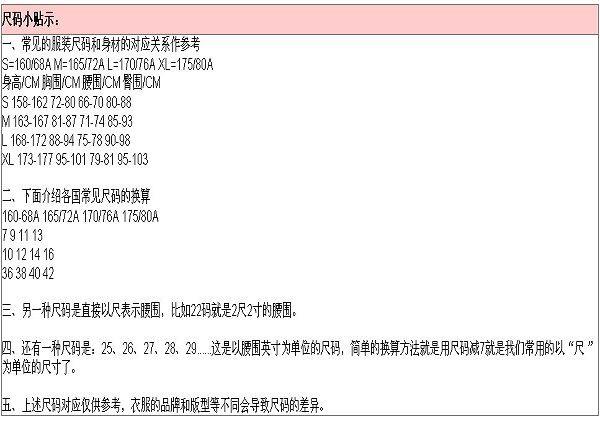 尺码小贴示：
一、常见的服装尺码和身材的对应关系作参考
S=160/68A M=165/72A L=170/76A XL=175/80A
身高/CM 胸围/CM 腰围/CM 臀围/CM
S 158-162 72-80 66-70 80-88
M 163-167 81-87 71-74 85-93
L 168-172 88-94 75-78 90-98
XL 173-177 95-101 79-81 95-103
二、下面介绍各国常见尺码的换算
160-68A 165/72A 170/76A 175/80A
7 9 11 13
10 12 14 16
36 38 40 42
三、另一种尺码是直接以尺表示腰围，比如22码就是2尺2寸的腰围。
四、还有一种尺码是：25、26、27、28、29......这是以腰围英寸为单位的尺码，简单的换算方法就是用尺码减7就是我们常用的以“尺 ”
为单位的尺寸了。
五、上述尺码对应仅供参考，衣服的品牌和版型等不同会导致尺码的差异。